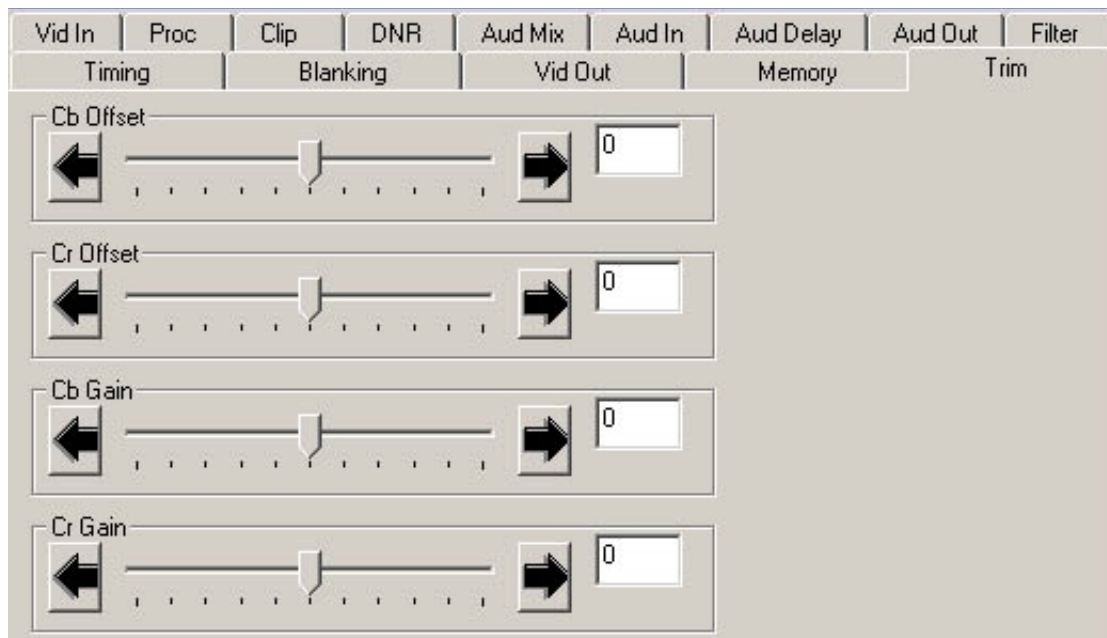 Vid In Proc Clip DNR Aud Mix Aud In Aud Delay Aud Out Filter
Timing Blanking Vid Out Memory Trim
Cb Offset
0
Cr Offset
0
Cb Gain
0
Cr Gain
0